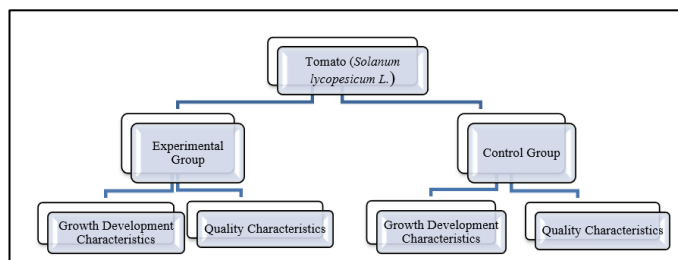 Tomato (Solanum
lycopesicum L.)
Experimental
Group
Control Group
Growth Development
Characteristics
Quality Characteristics
Growth Development
Characteristics
Quality Characteristics